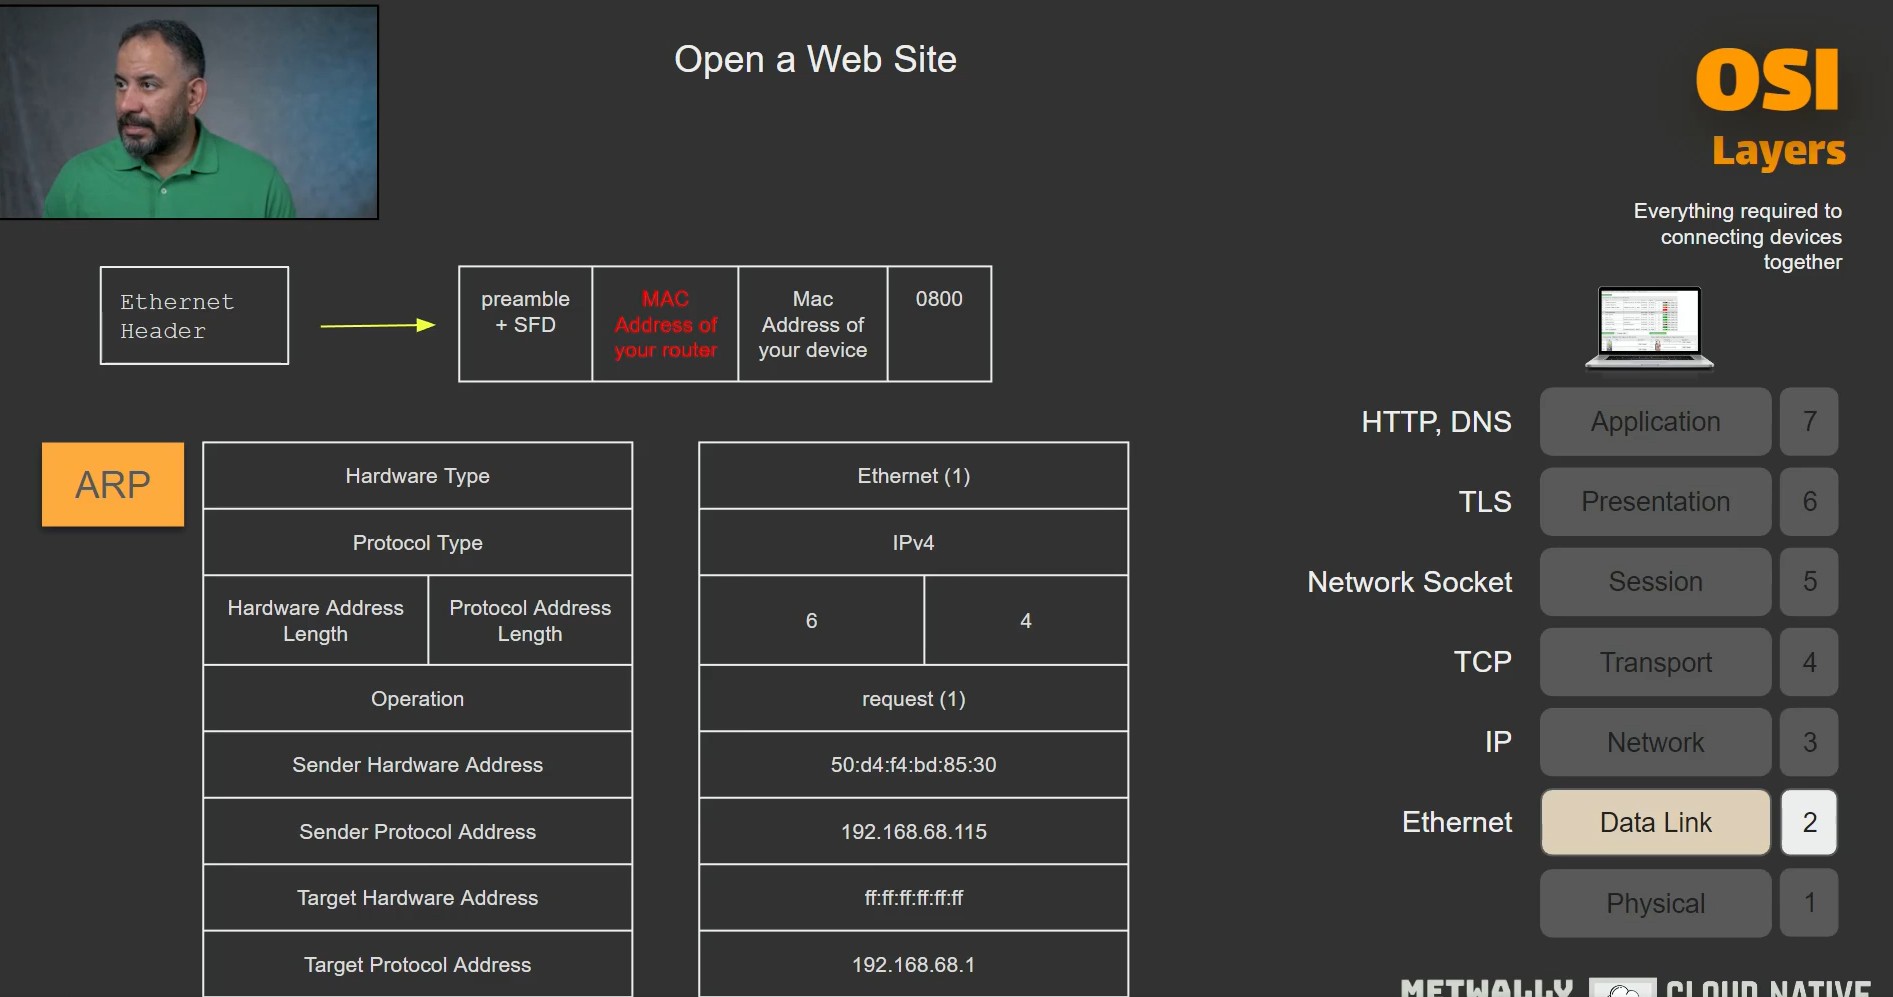 Open a Web Site
OSI
Layers
Everything required to
connecting devices
together
Ethernet
Header
preamble
+ SFD
MAC
Address of
your router
Mac
Address of
your device
0800
ARP
Hardware Type
Protocol Type
Hardware Address
Length
Protocol Address
Length
Operation
Sender Hardware Address
Sender Protocol Address
Target Hardware Address
Target Protocol Address
Ethernet (1)
IPv4
6
4
request (1)
50:d4:f4:bd:85:30
192.168.68.115
ff:ff:ff:ff:ff:ff
192.168.68.1
HTTP, DNS
Application
7
TLS
Presentation
6
Network Socket
Session
5
TCP
Transport
4
IP
Network
3
Ethernet
Data Link
2
Physical
1
METWALLY
CLOUD NATIVE